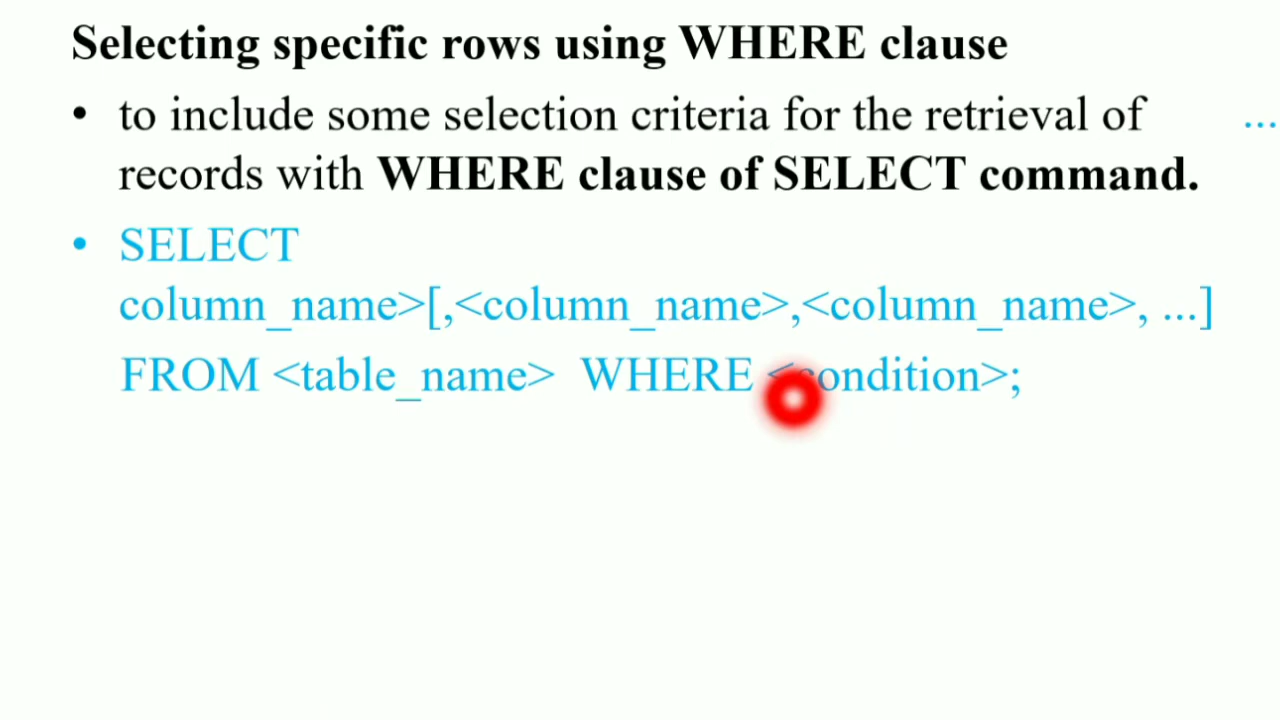 Selecting specific rows using WHERE clause
• to include some selection criteria for the retrieval of
...
records with WHERE clause of SELECT command.
• SELECT
column_name>[,<column_name>,<column_name>, ...]
FROM <table_name> WHERE <condition>;